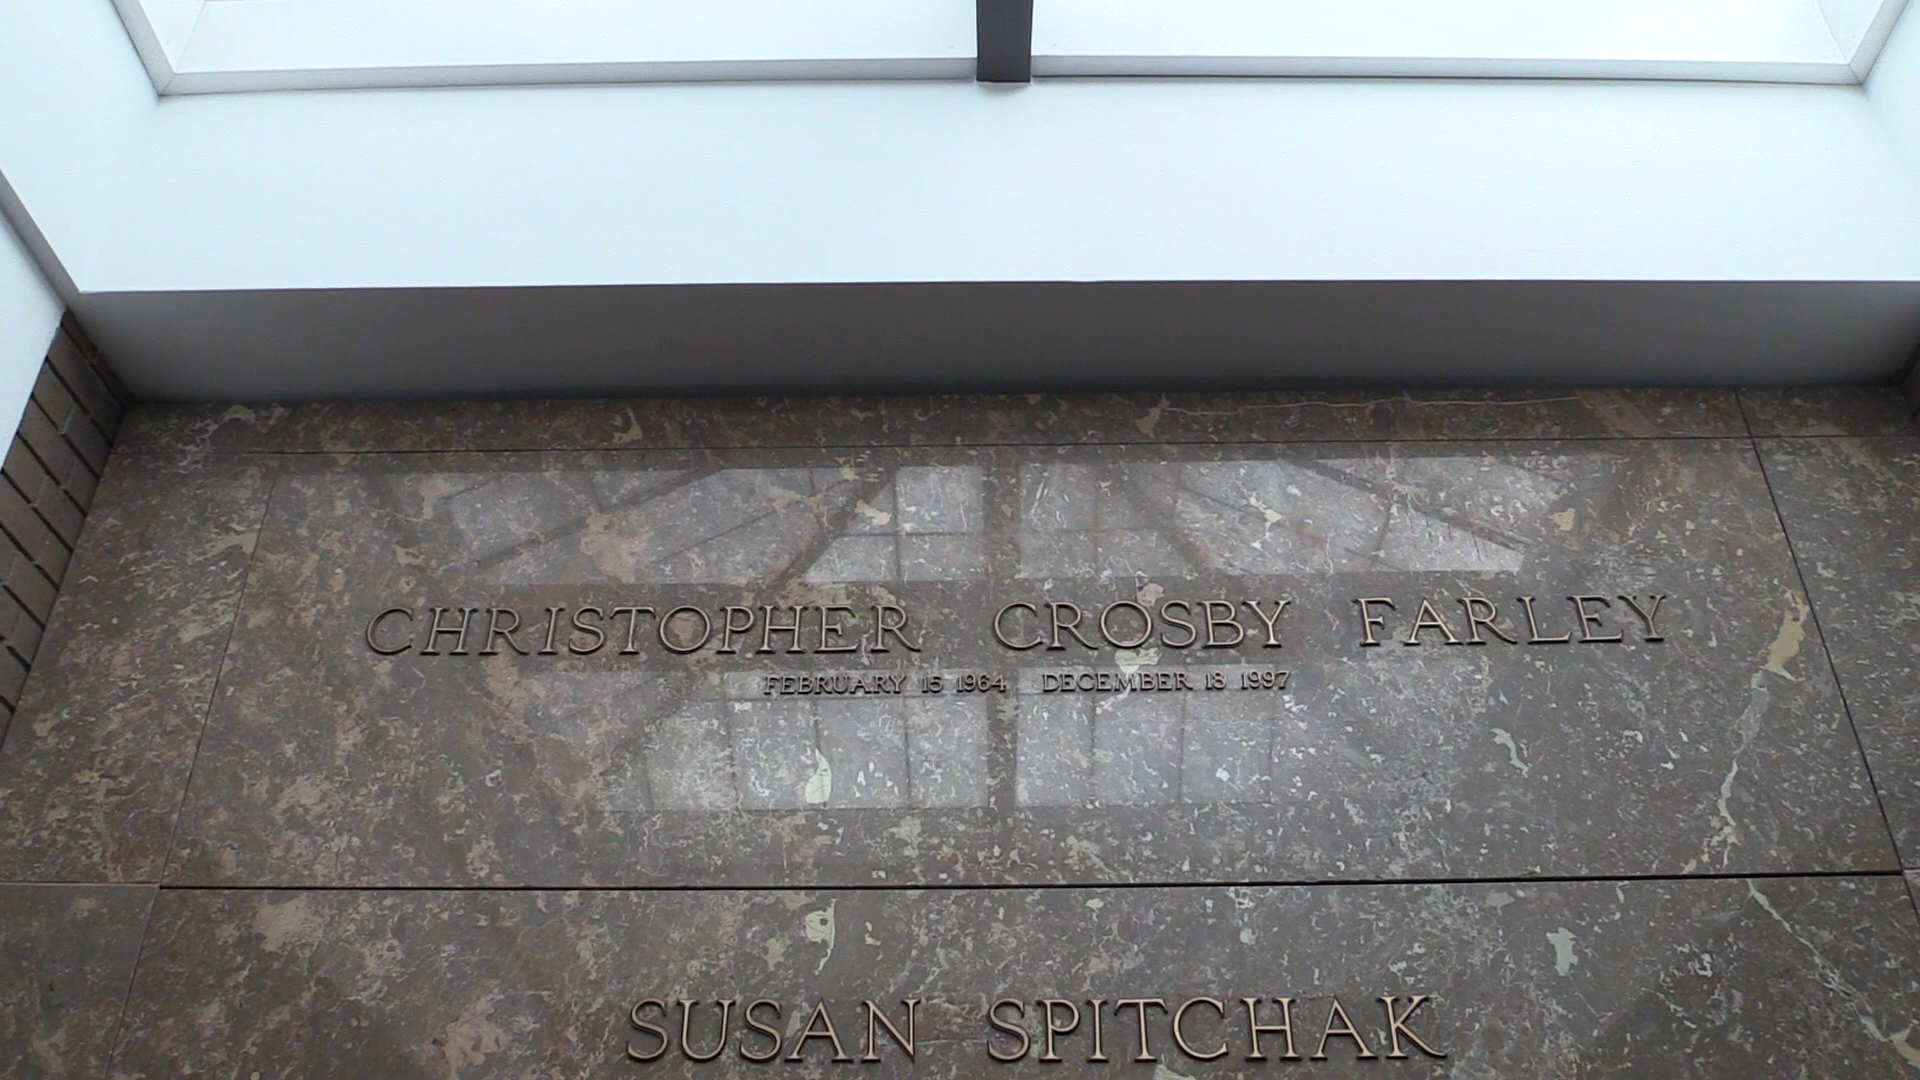 CHRISTOPHER CROSBY FARLEY
FEBRUARY 15 1964 DECEMBER 18 1997
SUSAN SPITCHAK